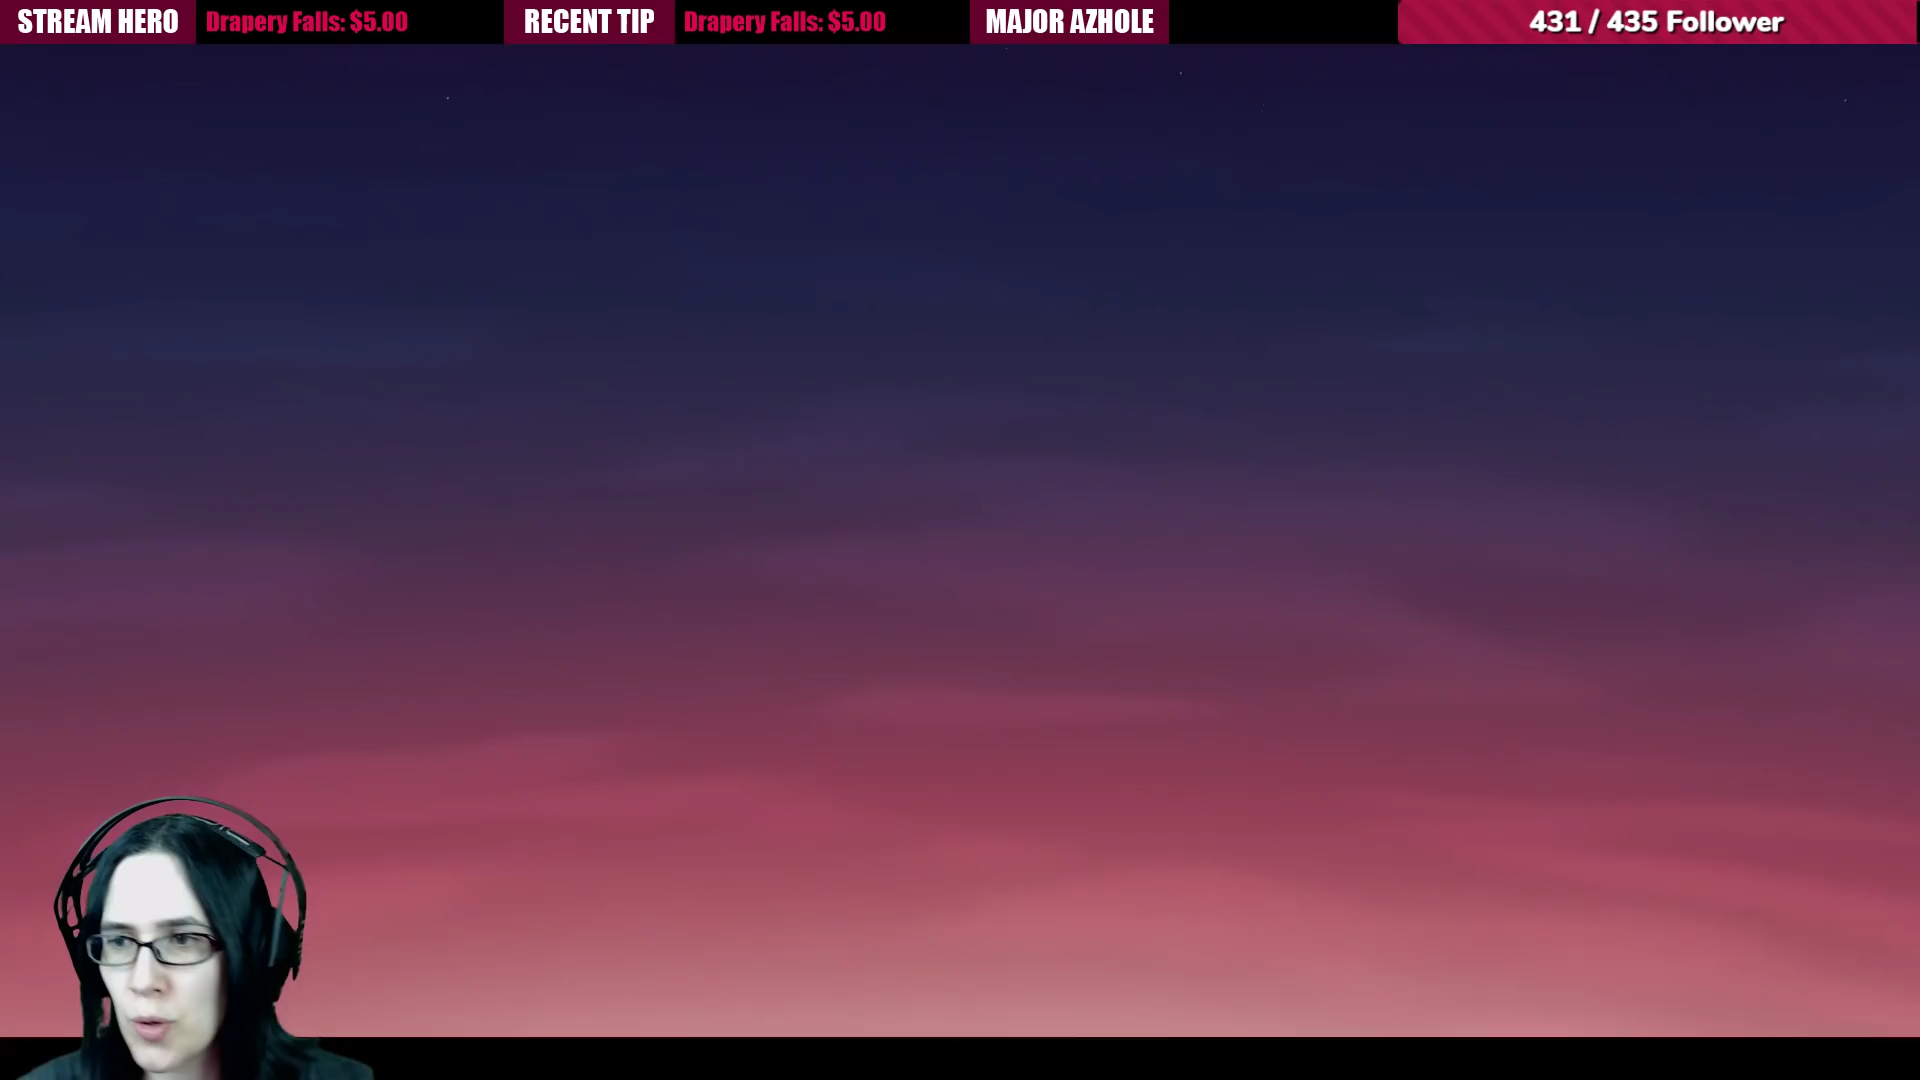 STREAM HERO Drapery Falls: $5.00 RECENT TIP Drapery Falls: $5.00 MAJOR AZHOLE 431 / 435 Follower